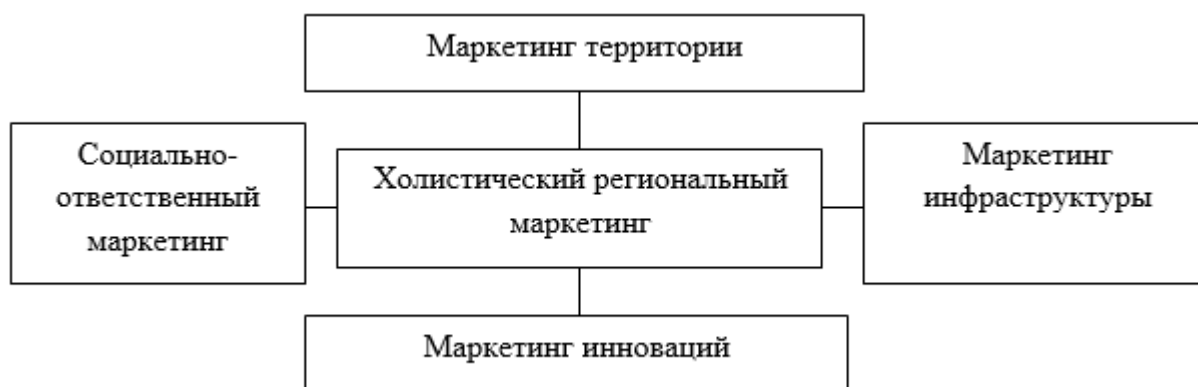 Маркетинг территории
Социально-
ответственный
маркетинг
Холистический региональный
маркетинг
Маркетинг
инфраструктуры
Маркетинг инноваций